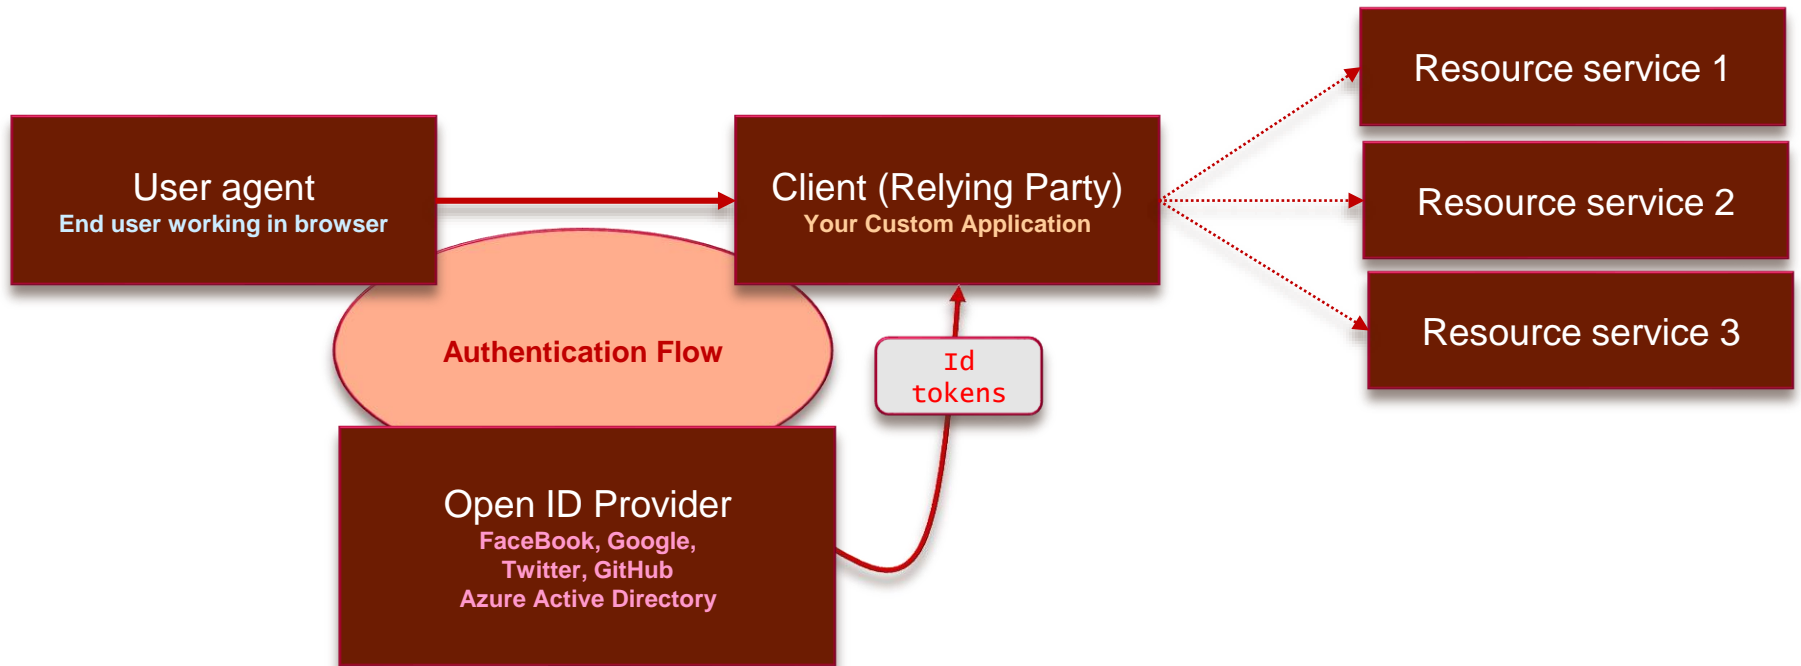 User agent
End user working in browser
Client (Relying Party)
Your Custom Application
Resource service 1
Resource service 2
Resource service 3
Authentication Flow
Id
tokens
Open ID Provider
FaceBook, Google,
Twitter, GitHub
Azure Active Directory